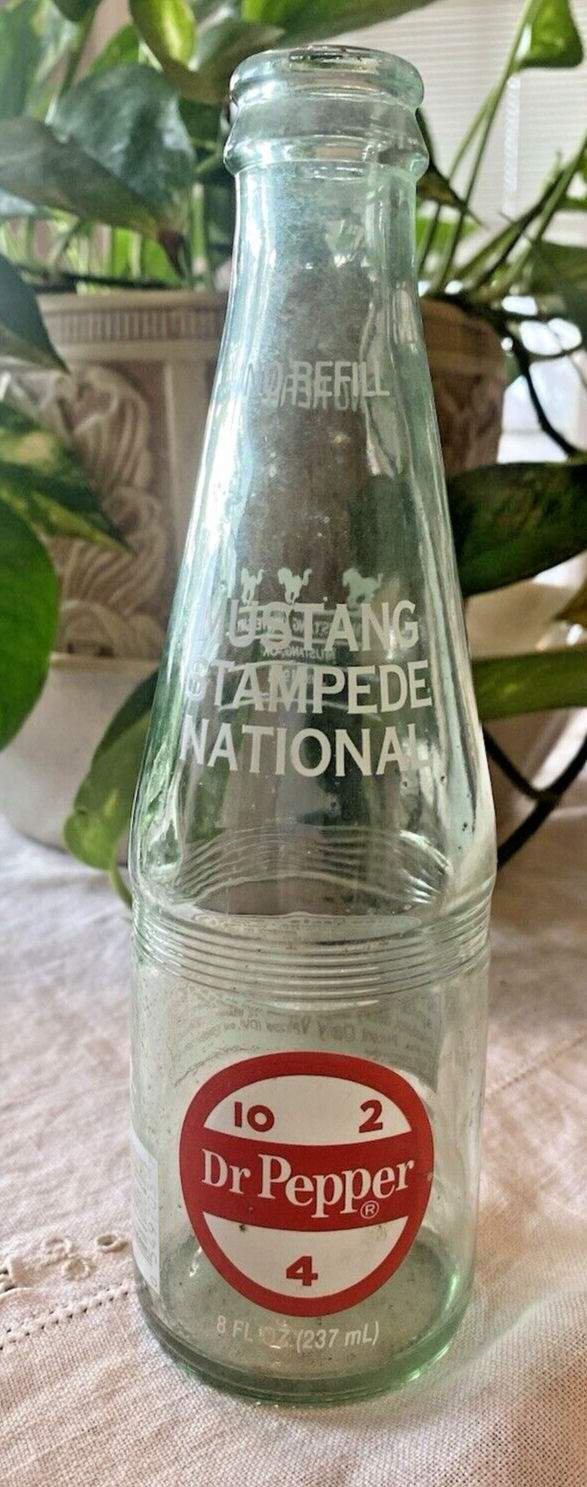 NO REFILL
MUSTANG
STAMPEDE
NATIONAL
10 2
Dr Pepper
®
4
8 FL OZ (237 mL)